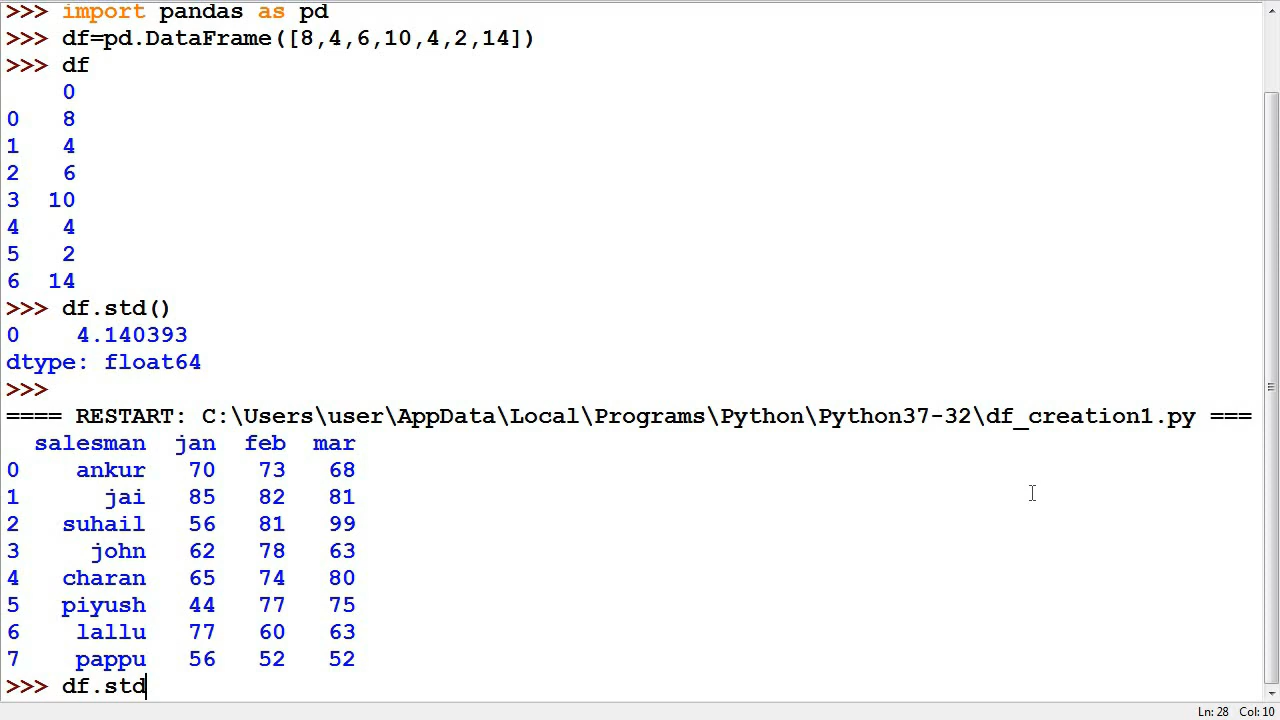 >>> import pandas as pd
>>> df=pd.DataFrame([8,4,6,10,4,2,14])
>>> df
    0
0   8
1   4
2   6
3  10
4   4
5   2
6  14
>>> df.std()
0    4.140393
dtype: float64
>>>
==== RESTART: C:\Users\user\AppData\Local\Programs\Python\Python37-32\df_creation1.py ===
  salesman  jan  feb  mar
0    ankur   70   73   68
1      jai   85   82   81
2   suhail   56   81   99
3     john   62   78   63
4   charan   65   74   80
5   piyush   44   77   75
6    lallu   77   60   63
7    pappu   56   52   52
>>> df.std
Ln: 28 Col: 10